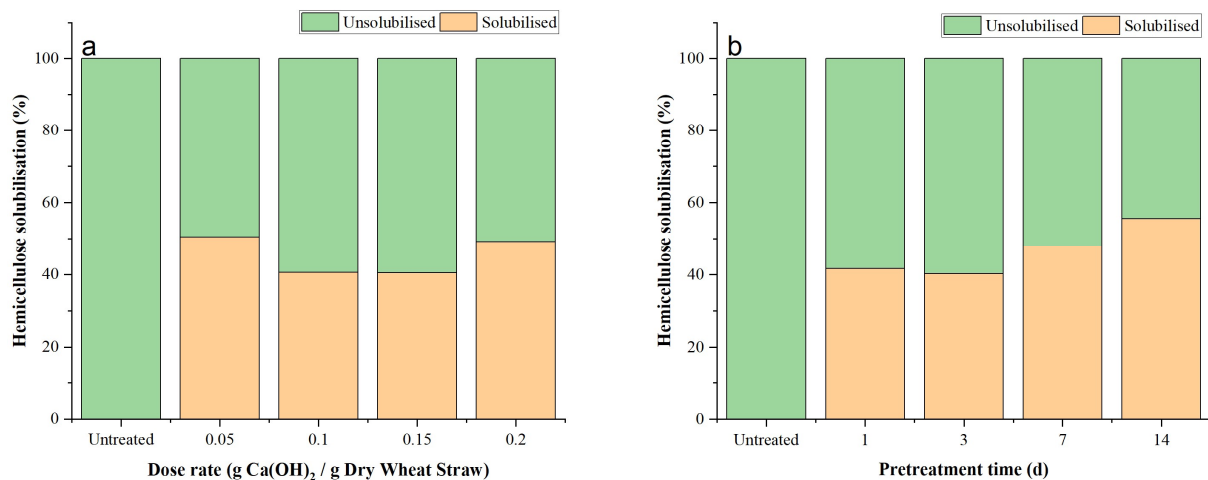 Unsolubilised Solubilised
a
100
80
60
40
20
0
Hemicellulose solubilisation (%)
Untreated 0.05 0.1 0.15 0.2
Dose rate (g Ca(OH)₂ / g Dry Wheat Straw)
Unsolubilised Solubilised
b
100
80
60
40
20
0
Hemicellulose solubilisation (%)
Untreated 1 3 7 14
Pretreatment time (d)